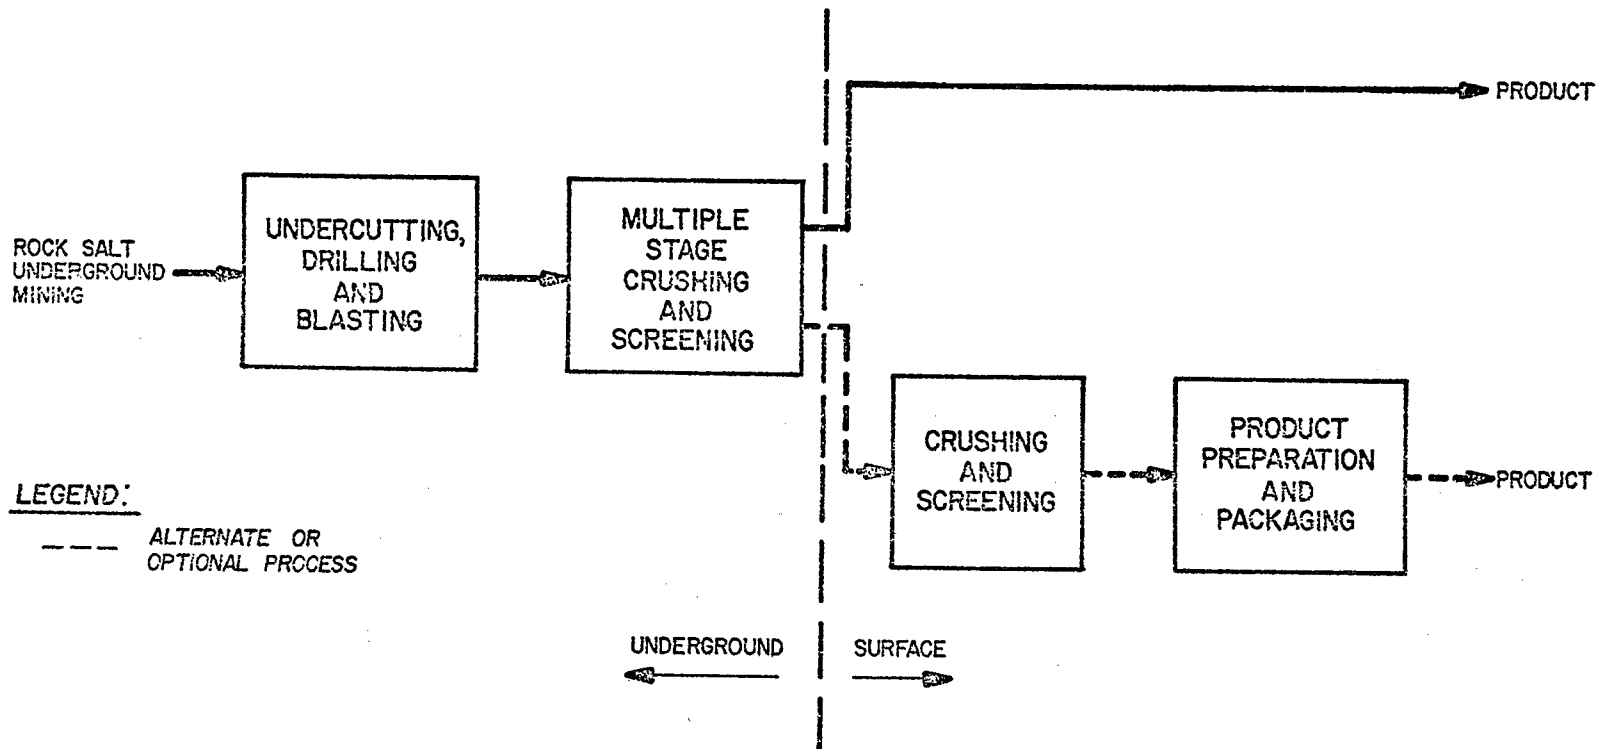 PRODUCT
ROCK SALT
UNDERGROUND
MINING
UNDERCUTTING,
DRILLING
AND
BLASTING
MULTIPLE
STAGE
CRUSHING
AND
SCREENING
CRUSHING
AND
SCREENING
PRODUCT
PREPARATION
AND
PACKAGING
PRODUCT
LEGEND:
ALTERNATE OR
OPTIONAL PROCESS
UNDERGROUND
SURFACE